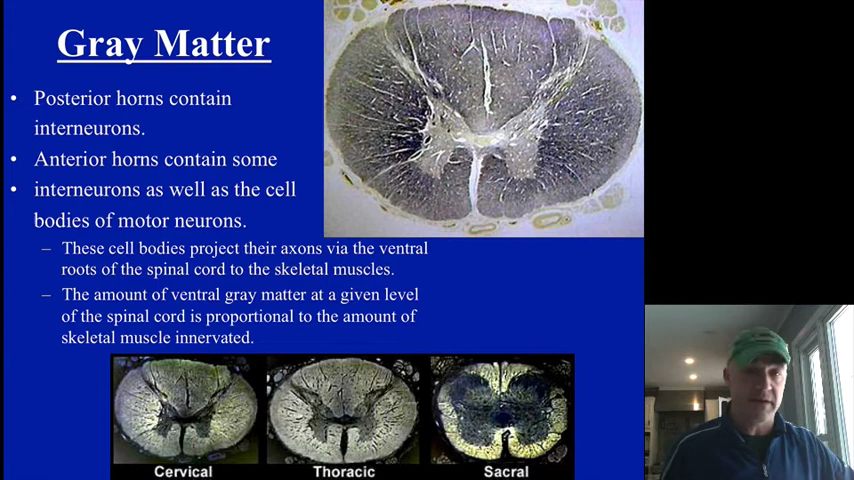 Gray Matter
• Posterior horns contain
interneurons.
• Anterior horns contain some
• interneurons as well as the cell
bodies of motor neurons.
– These cell bodies project their axons via the ventral
roots of the spinal cord to the skeletal muscles.
– The amount of ventral gray matter at a given level
of the spinal cord is proportional to the amount of
skeletal muscle innervated.
Cervical Thoracic Sacral